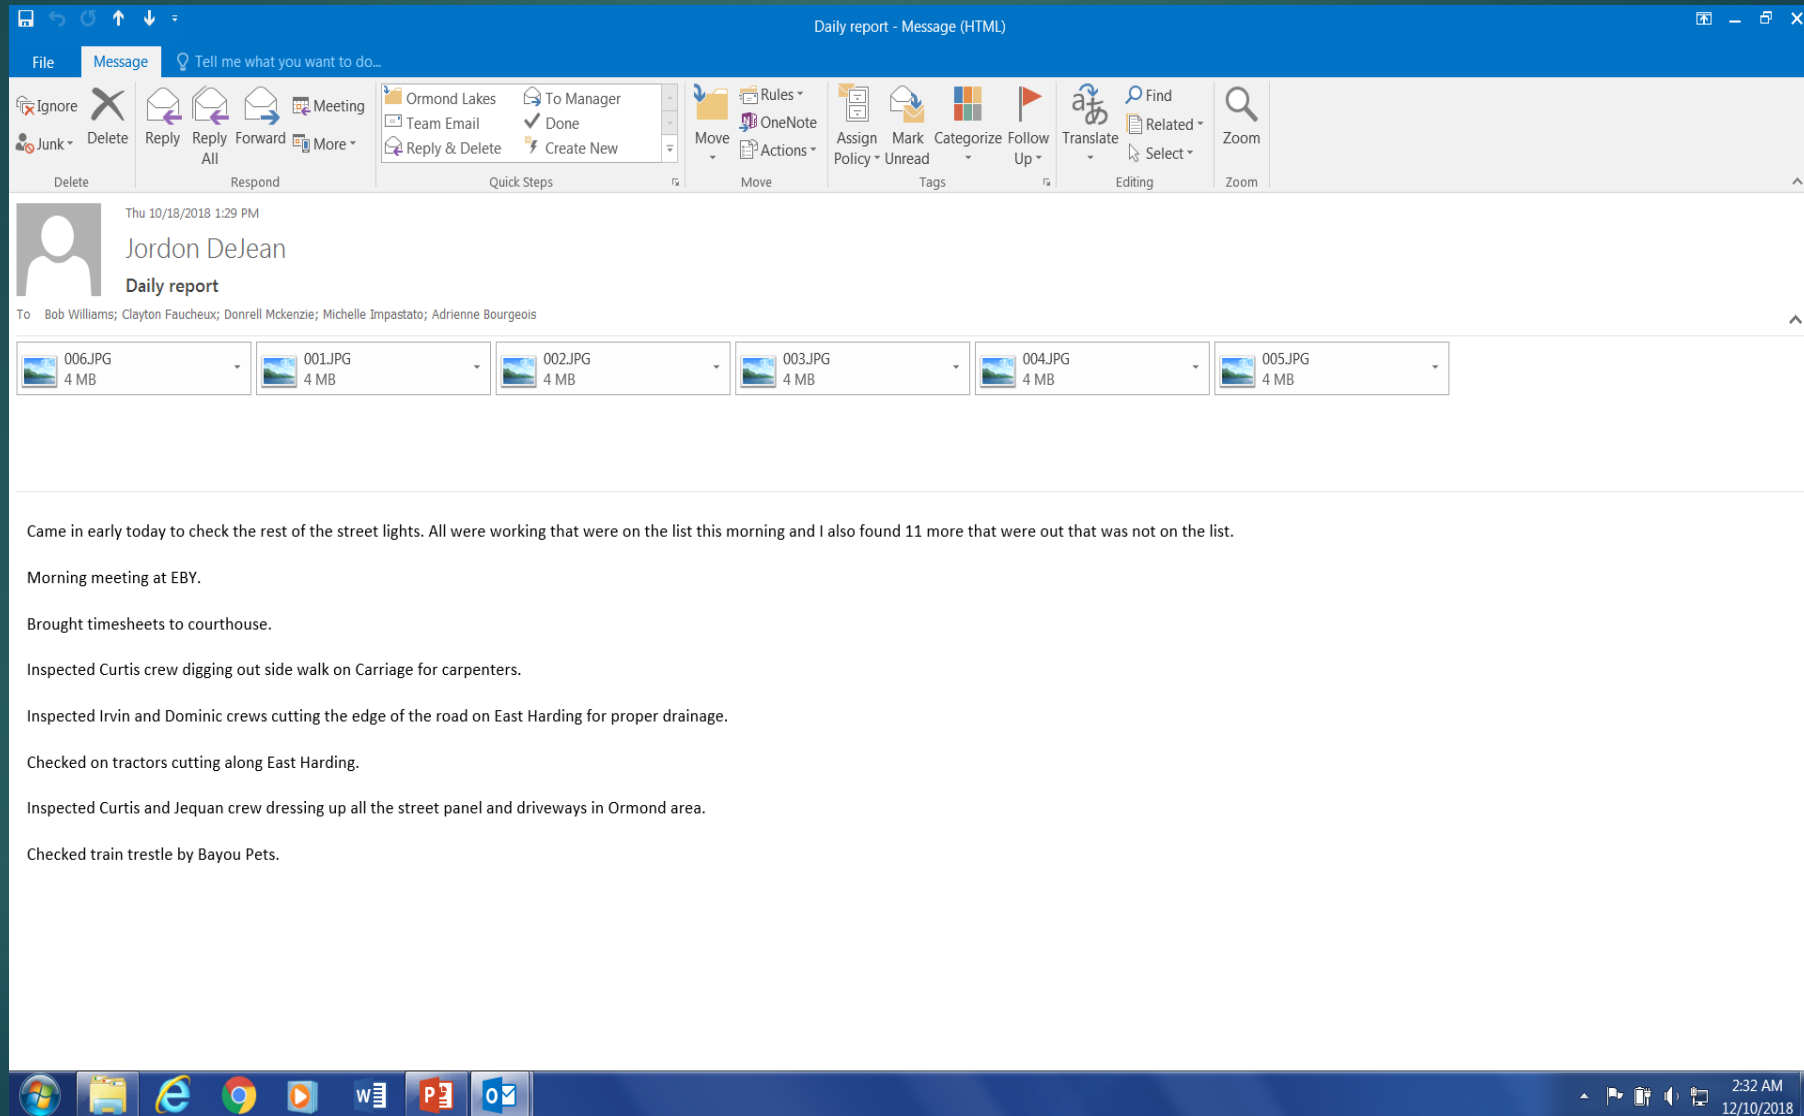 Daily report - Message (HTML)
File Message Tell me what you want to do...
Ignore
Junk
Delete
Delete
Reply
Reply All
Forward
Meeting
More
Respond
Ormond Lakes
To Manager
Team Email
Done
Reply & Delete
Create New
Quick Steps
Move
Rules
OneNote
Actions
Move
Assign Policy
Mark Unread
Categorize
Follow Up
Tags
Translate
Find
Related
Select
Editing
Zoom
Zoom
Thu 10/18/2018 1:29 PM
Jordon DeJean
Daily report
To Bob Williams; Clayton Faucheux; Donrell Mckenzie; Michelle Impastato; Adrienne Bourgeois
006.JPG
4 MB
001.JPG
4 MB
002.JPG
4 MB
003.JPG
4 MB
004.JPG
4 MB
005.JPG
4 MB
Came in early today to check the rest of the street lights. All were working that were on the list this morning and I also found 11 more that were out that was not on the list.
Morning meeting at EBY.
Brought timesheets to courthouse.
Inspected Curtis crew digging out side walk on Carriage for carpenters.
Inspected Irvin and Dominic crews cutting the edge of the road on East Harding for proper drainage.
Checked on tractors cutting along East Harding.
Inspected Curtis and Jequan crew dressing up all the street panel and driveways in Ormond area.
Checked train trestle by Bayou Pets.
2:32 AM
12/10/2018